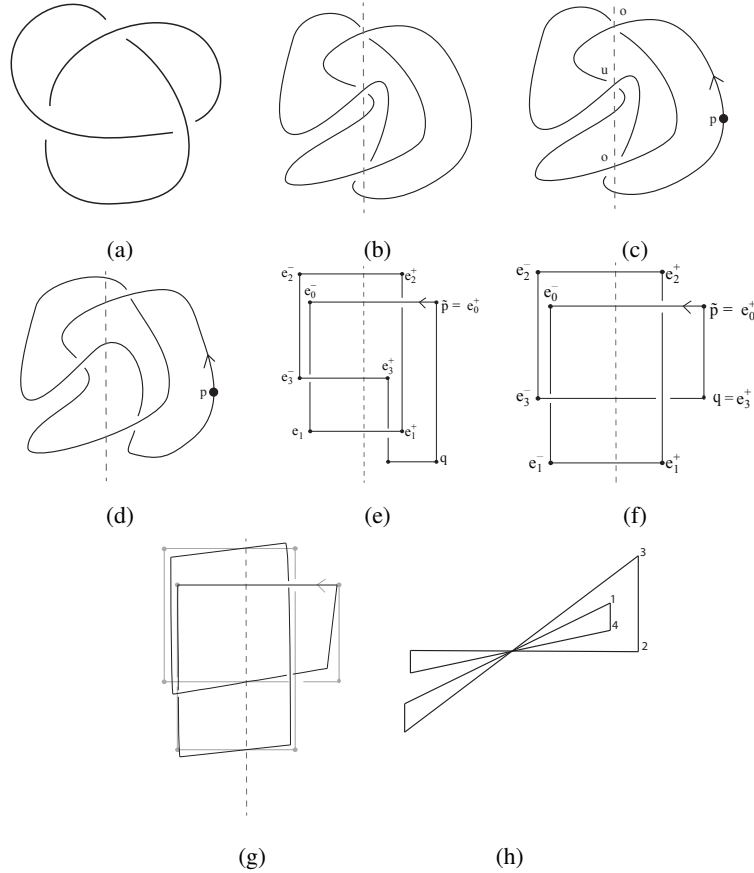 o
u
p
o
(a)
(b)
(c)
e₂⁻
e₂⁺
e₀⁻
p̃ = e₀⁺
e₃⁻
e₃⁺
e₁
e₁⁺
q
e₂⁻
e₂⁺
e₀⁻
p̃ = e₀⁺
e₃⁻
q = e₃⁺
e₁⁻
e₁⁺
p
(d)
(e)
(f)
3
1
4
2
(g)
(h)